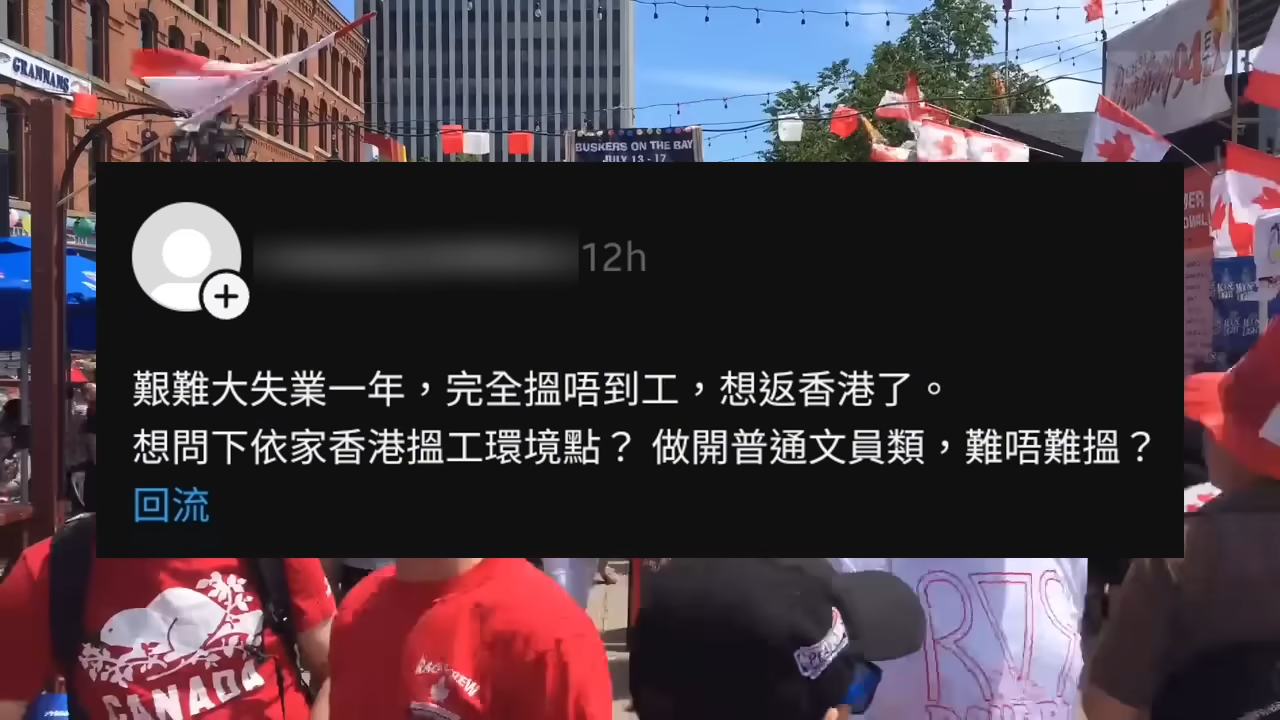 GRANNANS
BUSKERS ON THE BAY
JULY 13 - 17
94
12h
艱難大失業一年，完全搵唔到工，想返香港了。
想問下依家香港搵工環境點？ 做開普通文員類，難唔難搵？
回流
CANADA